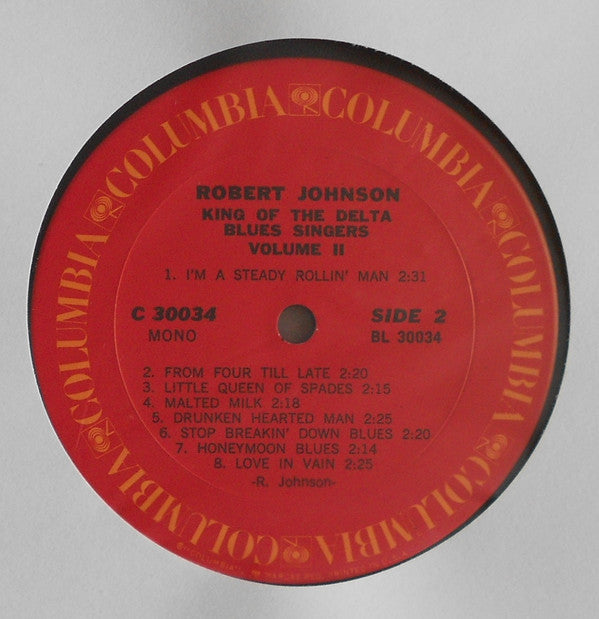 COLUMBIA COLUMBIA COLUMBIA COLUMBIA COLUMBIA COLUMBIA
ROBERT JOHNSON
KING OF THE DELTA
BLUES SINGERS
VOLUME II
1. I'M A STEADY ROLLIN' MAN 2:31
C 30034 SIDE 2
MONO BL 30034
2. FROM FOUR TILL LATE 2:20
3. LITTLE QUEEN OF SPADES 2:15
4. MALTED MILK 2:18
5. DRUNKEN HEARTED MAN 2:25
6. STOP BREAKIN' DOWN BLUES 2:20
7. HONEYMOON BLUES 2:14
8. LOVE IN VAIN 2:25
-R. Johnson-